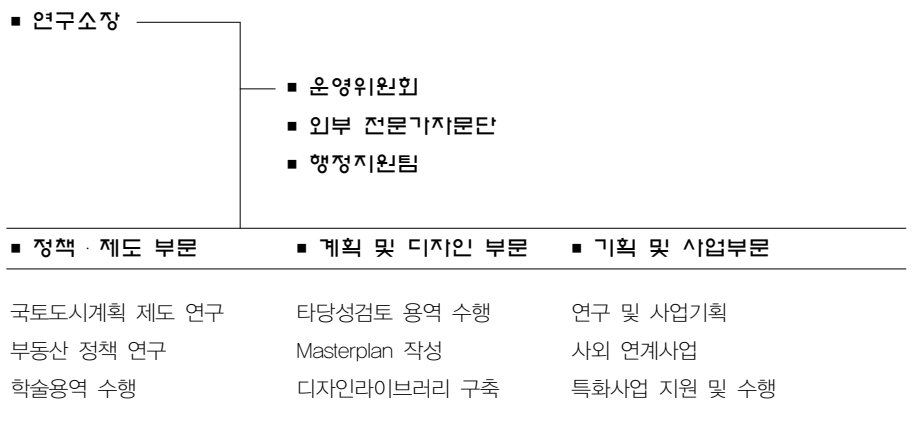 ■ 연구소장
■ 운영위원회
■ 외부 전문가자문단
■ 행정지원팀
■ 정책·제도 부문 ■ 계획 및 디자인 부문 ■ 기획 및 사업부문
국토도시계획 제도 연구 타당성검토 용역 수행 연구 및 사업기획
부동산 정책 연구 Masterplan 작성 사외 연계사업
학술용역 수행 디자인라이브러리 구축 특화사업 지원 및 수행